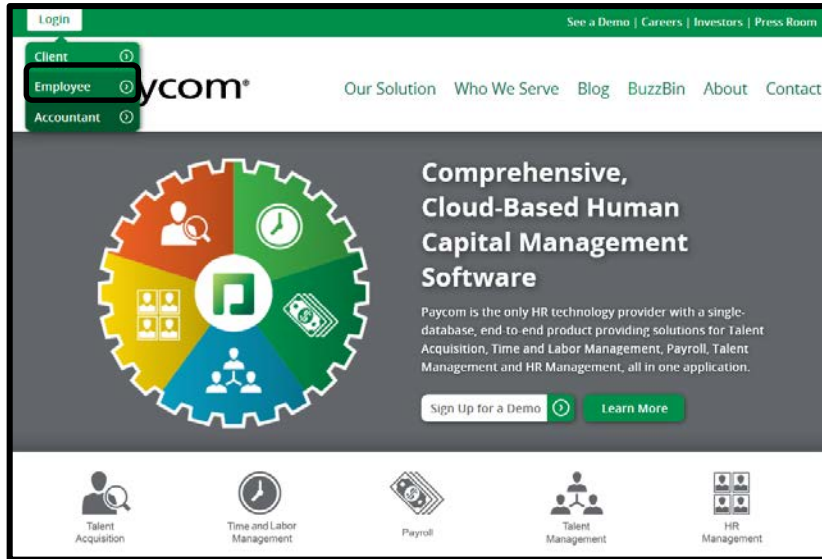 Login
See a Demo | Careers | Investors | Press Room
Client
Employee
Accountant
ycom®
Our Solution Who We Serve Blog BuzzBin About Contact
Comprehensive,
Cloud-Based Human
Capital Management
Software
Paycom is the only HR technology provider with a single-
database, end-to-end product providing solutions for Talent
Acquisition, Time and Labor Management, Payroll, Talent
Management and HR Management, all in one application.
Sign Up for a Demo
Learn More
Talent
Acquisition
Time and Labor
Management
Payroll
Talent
Management
HR
Management